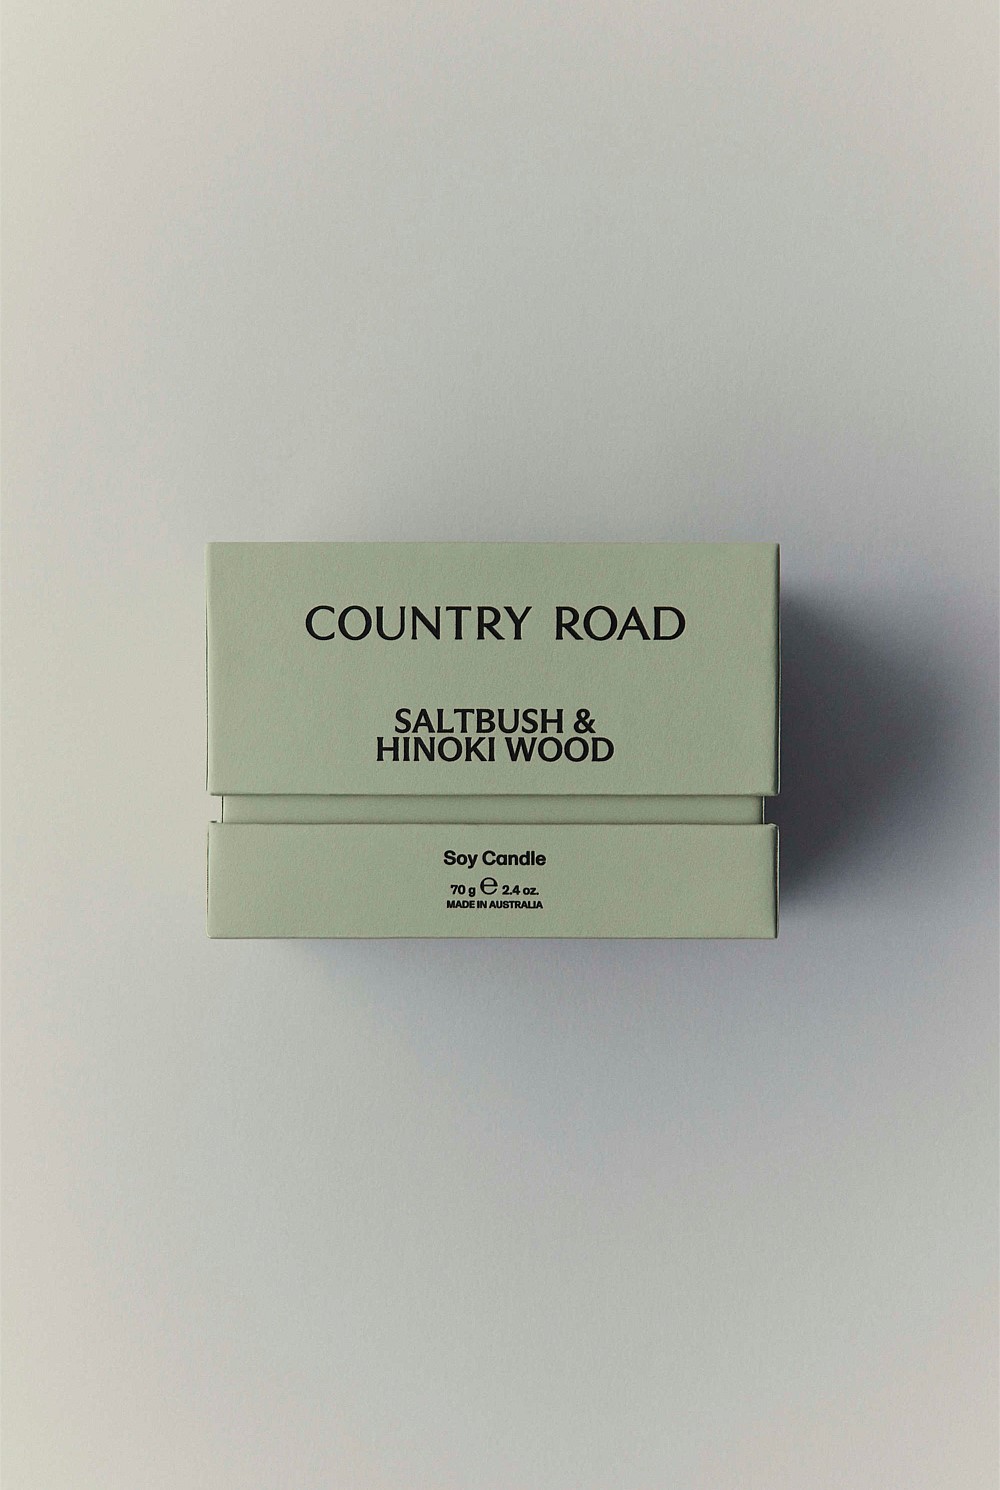 COUNTRY ROAD
SALTBUSH &
HINOKI WOOD
Soy Candle
70 g ℮ 2.4 oz.
MADE IN AUSTRALIA